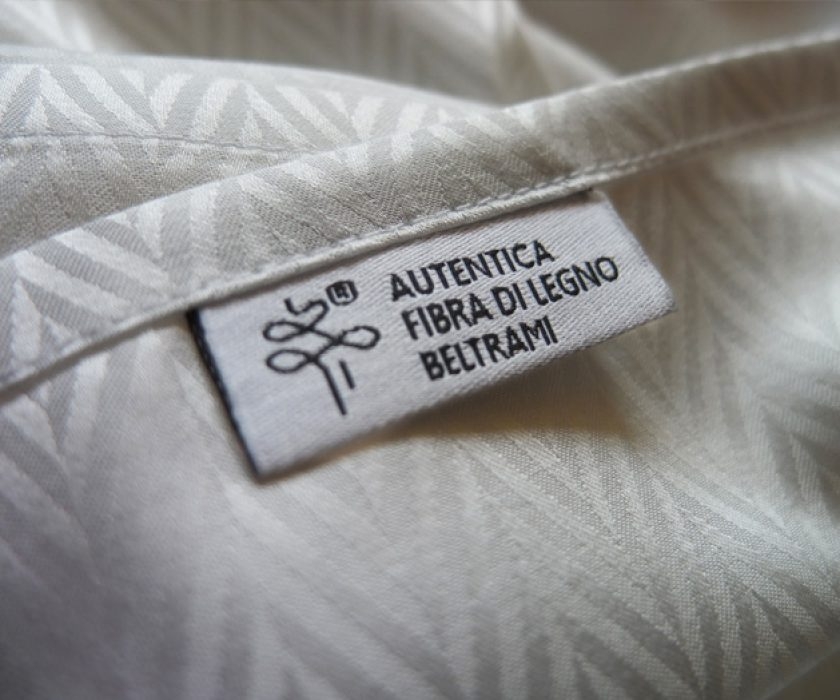 ®
AUTENTICA
FIBRA DI LEGNO
BELTRAMI